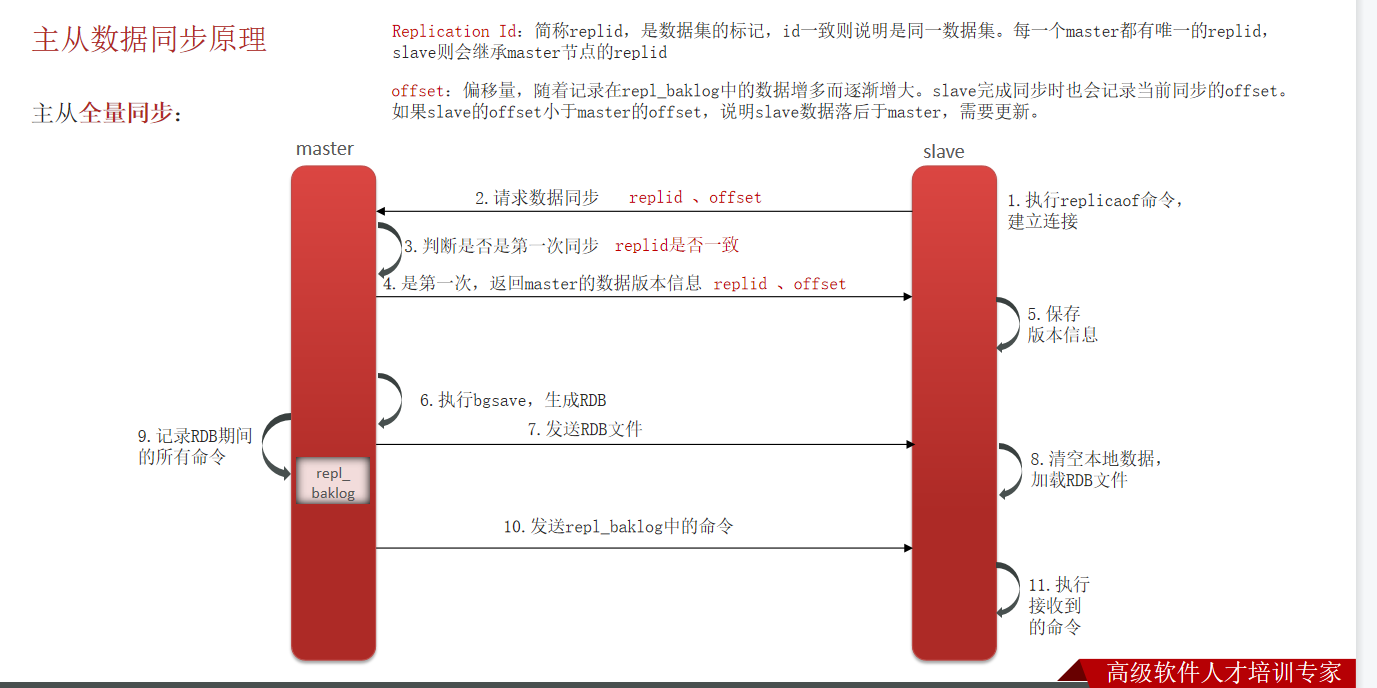 主从数据同步原理
Replication Id：简称replid，是数据集的标记，id一致则说明是同一数据集。每一个master都有唯一的replid，
slave则会继承master节点的replid
offset：偏移量，随着记录在repl_baklog中的数据增多而逐渐增大。slave完成同步时也会记录当前同步的offset。
如果slave的offset小于master的offset，说明slave数据落后于master，需要更新。
主从全量同步：
master
slave
1.执行replicaof命令，
建立连接
2.请求数据同步 replid 、offset
3.判断是否是第一次同步 replid是否一致
4.是第一次，返回master的数据版本信息 replid 、offset
5.保存
版本信息
6.执行bgsave，生成RDB
7.发送RDB文件
8.清空本地数据，
加载RDB文件
9.记录RDB期间
的所有命令
repl_
baklog
10.发送repl_baklog中的命令
11.执行
接收到
的命令
高级软件人才培训专家